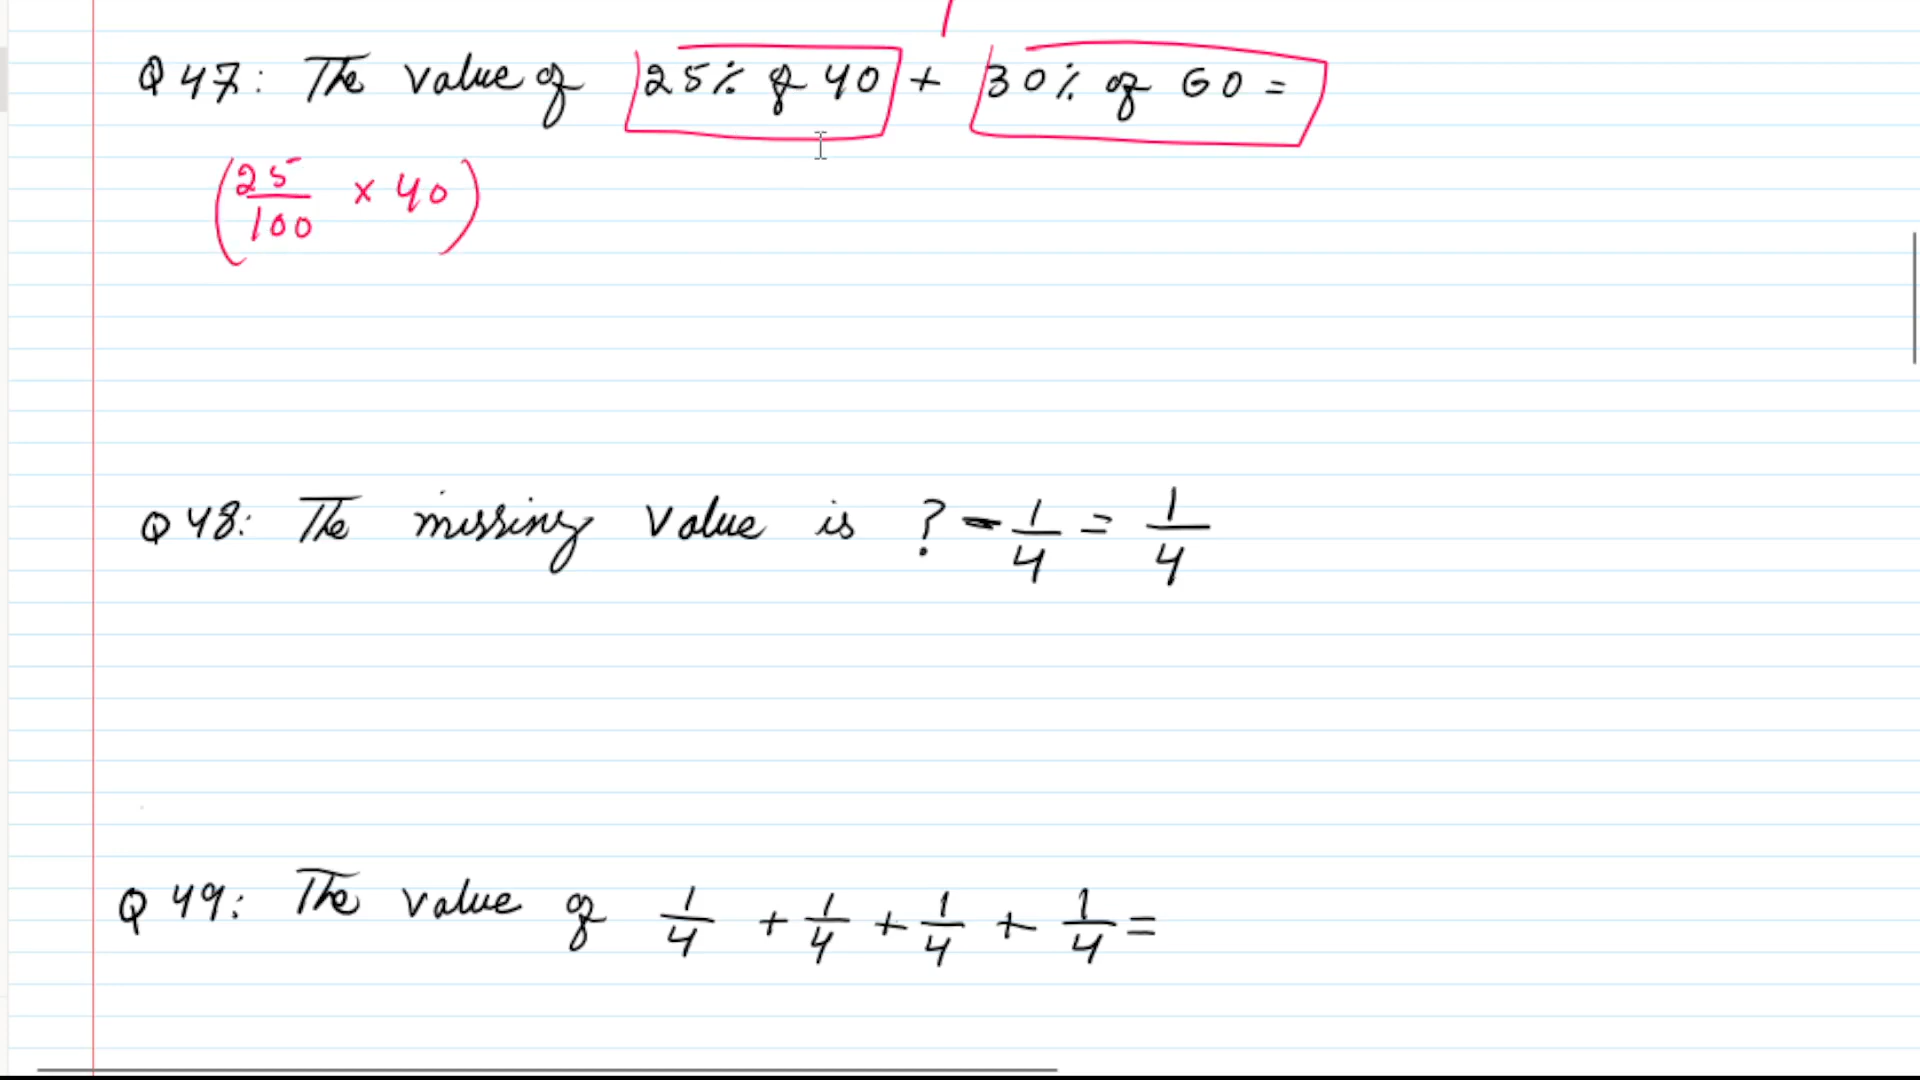 Q 47: The value of 25% of 40 + 30% of 60 =
(25/100 × 40)
Q 48: The missing value is ? - 1/4 = 1/4
Q 49: The value of 1/4 + 1/4 + 1/4 + 1/4 =